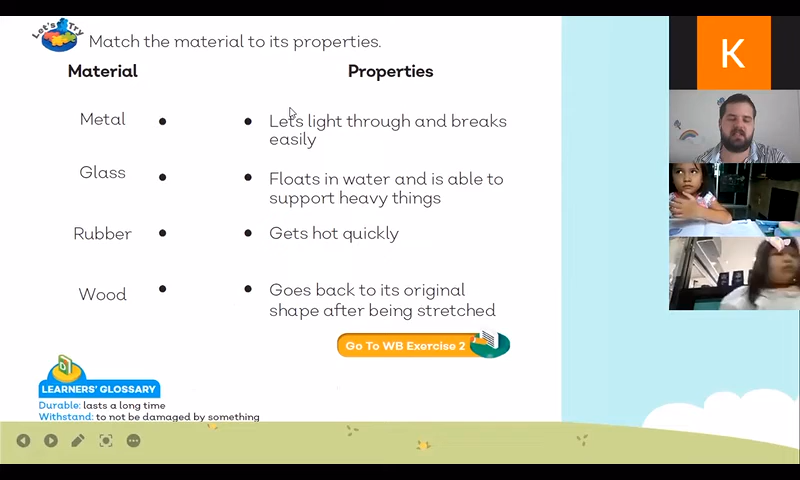 Let's Try
Match the material to its properties.
Material
Properties
Metal
Lets light through and breaks
easily
Glass
Floats in water and is able to
support heavy things
Rubber
Gets hot quickly
Wood
Goes back to its original
shape after being stretched
Go To WB Exercise 2
LEARNERS' GLOSSARY
Durable: lasts a long time
Withstand: to not be damaged by something
K